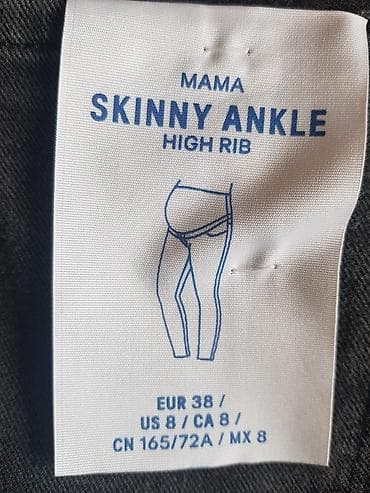 MAMA
SKINNY ANKLE
HIGH RIB
EUR 38 /
US 8 / CA 8 /
CN 165/72A / MX 8